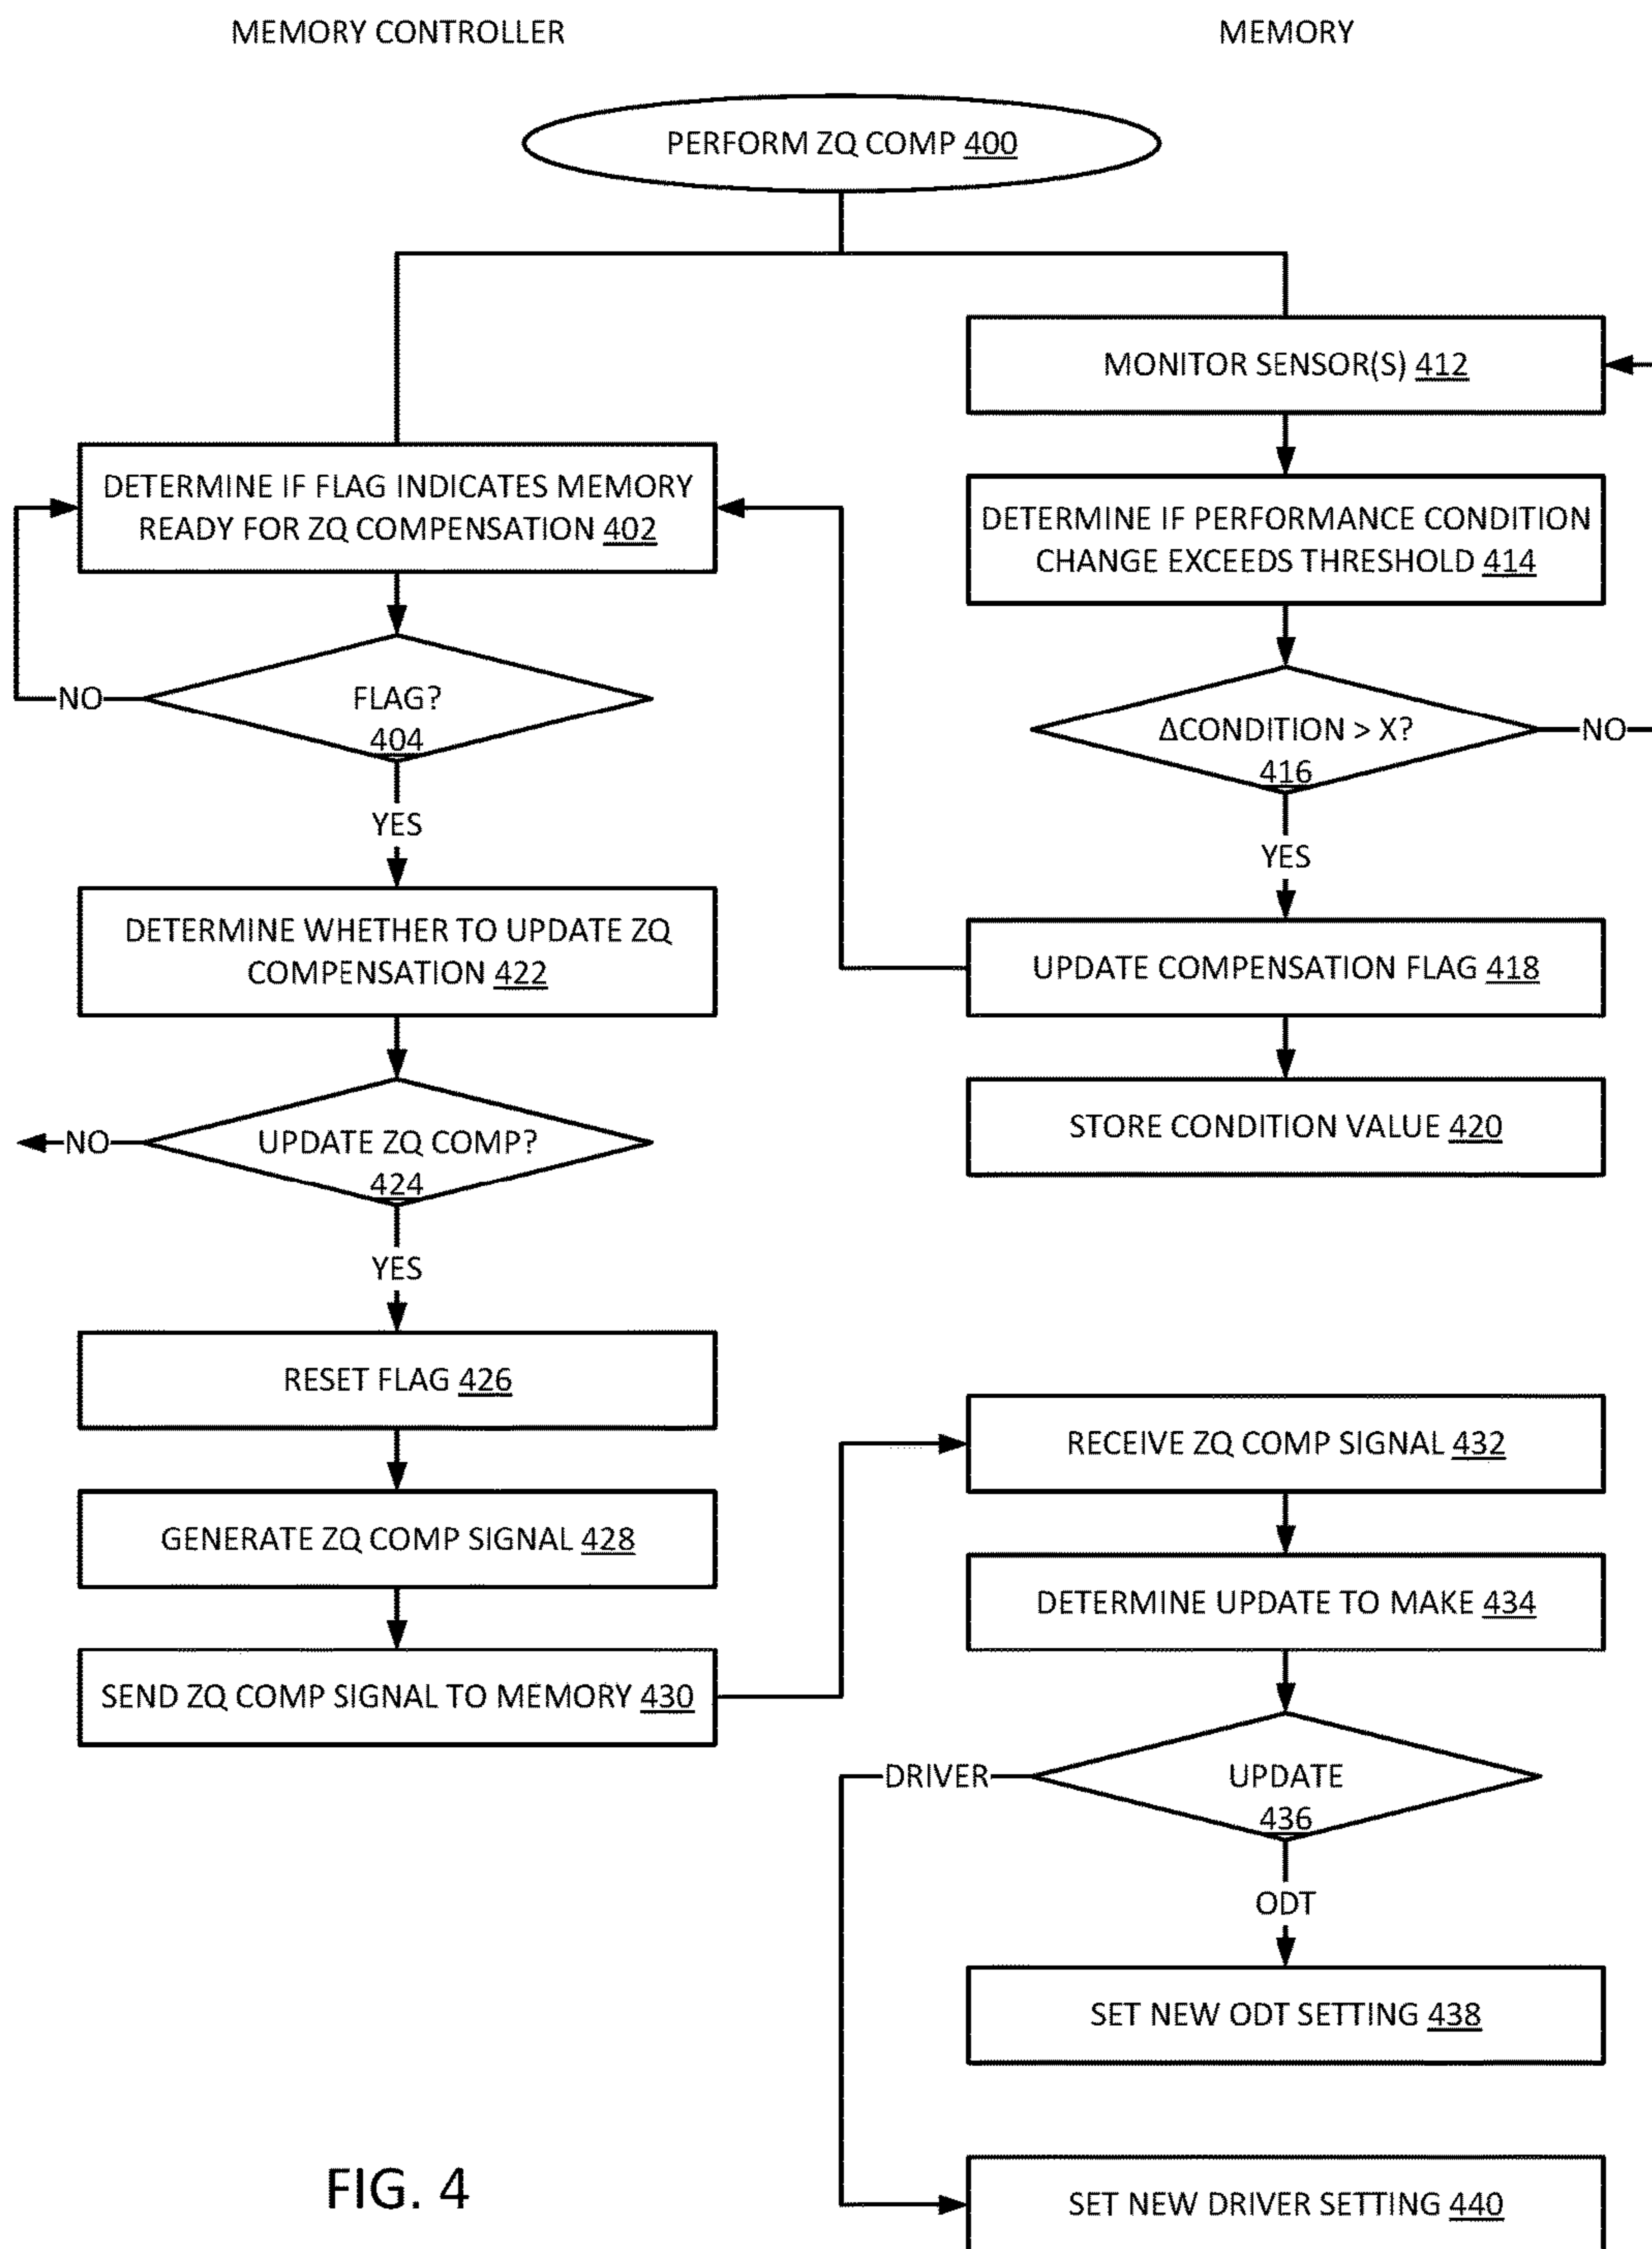 MEMORY CONTROLLER
MEMORY
PERFORM ZQ COMP 400
MONITOR SENSOR(S) 412
DETERMINE IF FLAG INDICATES MEMORY
READY FOR ZQ COMPENSATION 402
DETERMINE IF PERFORMANCE CONDITION
CHANGE EXCEEDS THRESHOLD 414
NO
FLAG?
404
ΔCONDITION > X?
416
NO
YES
YES
DETERMINE WHETHER TO UPDATE ZQ
COMPENSATION 422
UPDATE COMPENSATION FLAG 418
NO
UPDATE ZQ COMP?
424
STORE CONDITION VALUE 420
YES
RESET FLAG 426
RECEIVE ZQ COMP SIGNAL 432
GENERATE ZQ COMP SIGNAL 428
DETERMINE UPDATE TO MAKE 434
SEND ZQ COMP SIGNAL TO MEMORY 430
DRIVER
UPDATE
436
ODT
SET NEW ODT SETTING 438
FIG. 4
SET NEW DRIVER SETTING 440